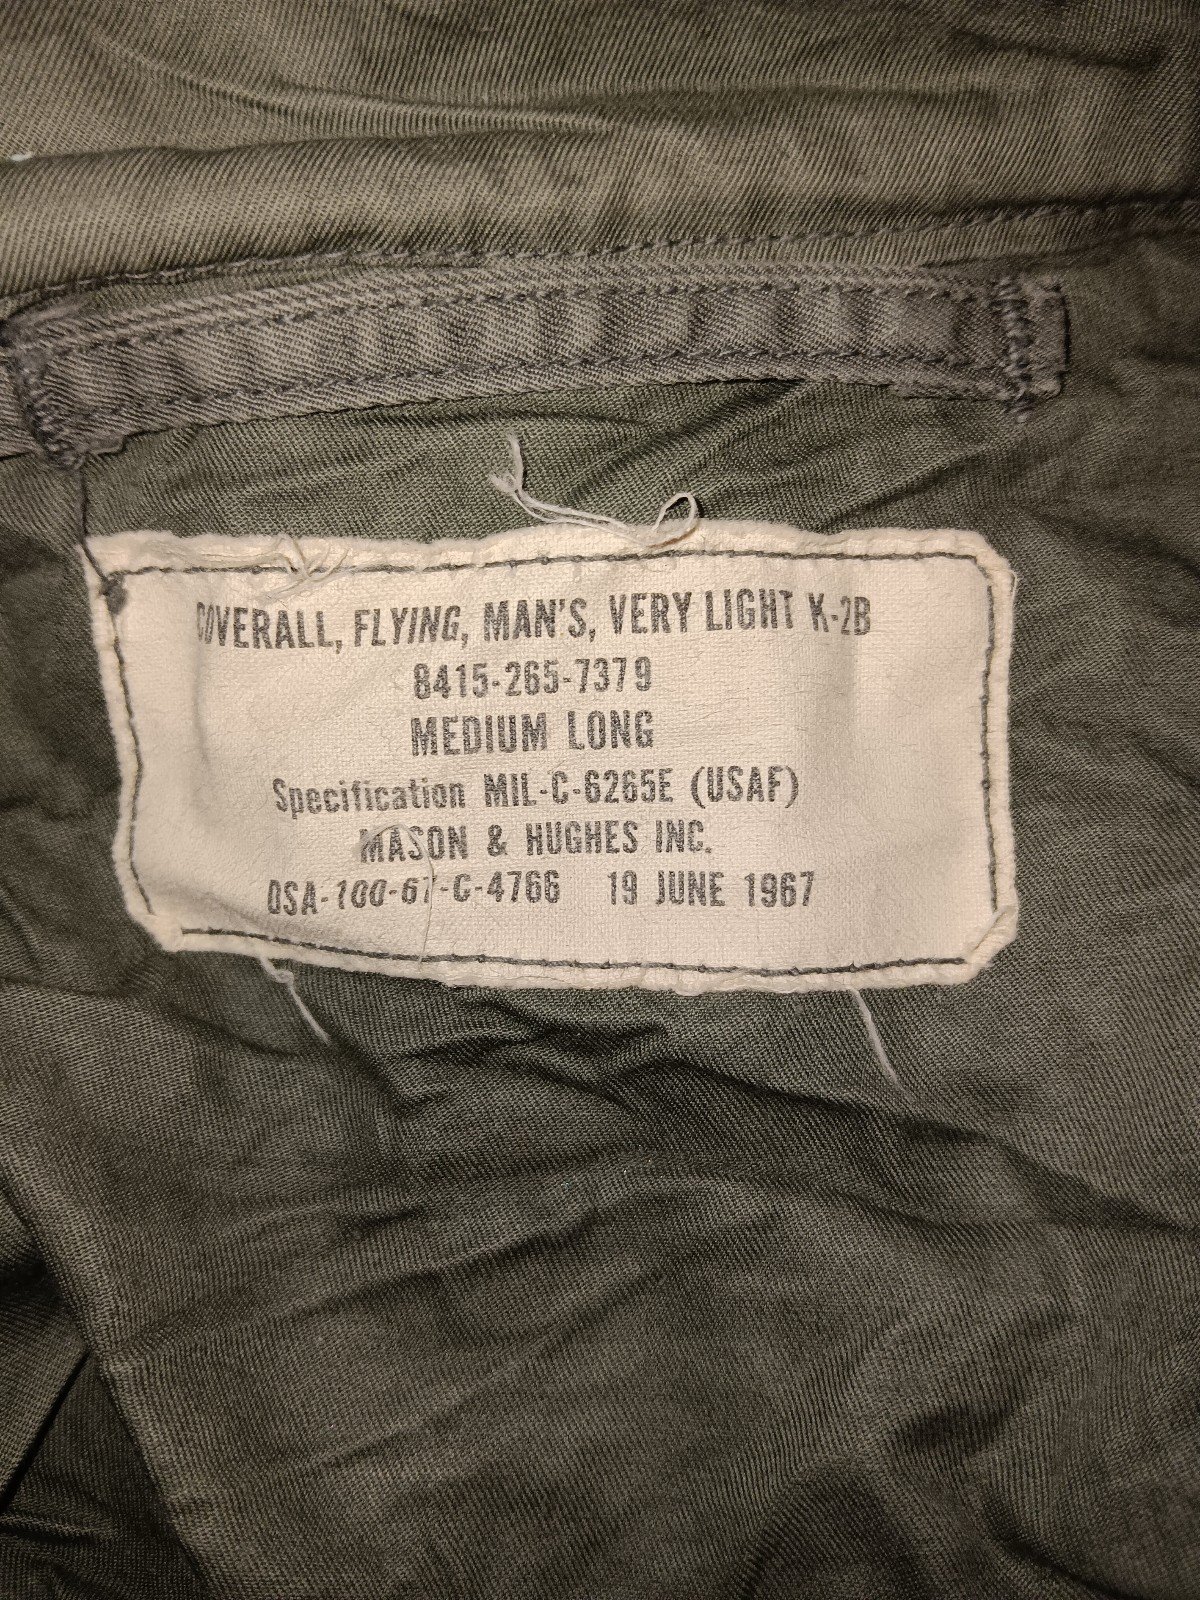 COVERALL, FLYING, MAN'S, VERY LIGHT K-2B
8415-265-7379
MEDIUM LONG
Specification MIL-C-6265E (USAF)
MASON & HUGHES INC.
DSA-100-67-C-4766 19 JUNE 1967